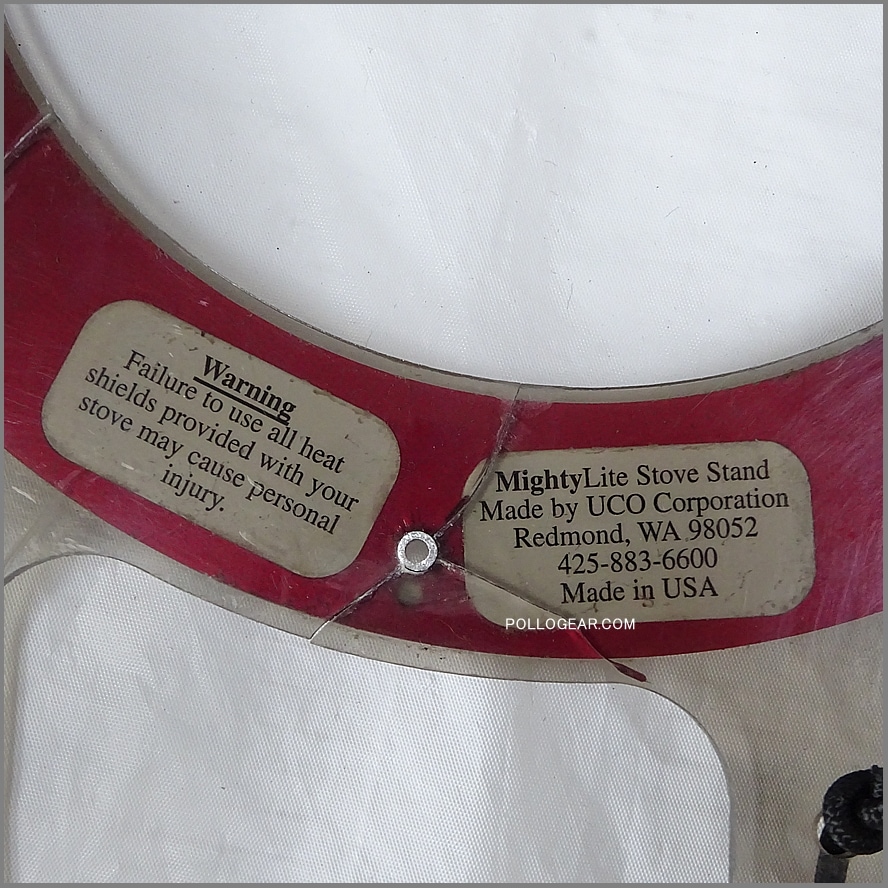 Warning
Failure to use all heat
shields provided with your
stove may cause personal
injury.
MightyLite Stove Stand
Made by UCO Corporation
Redmond, WA 98052
425-883-6600
Made in USA
POLLOGEAR.COM